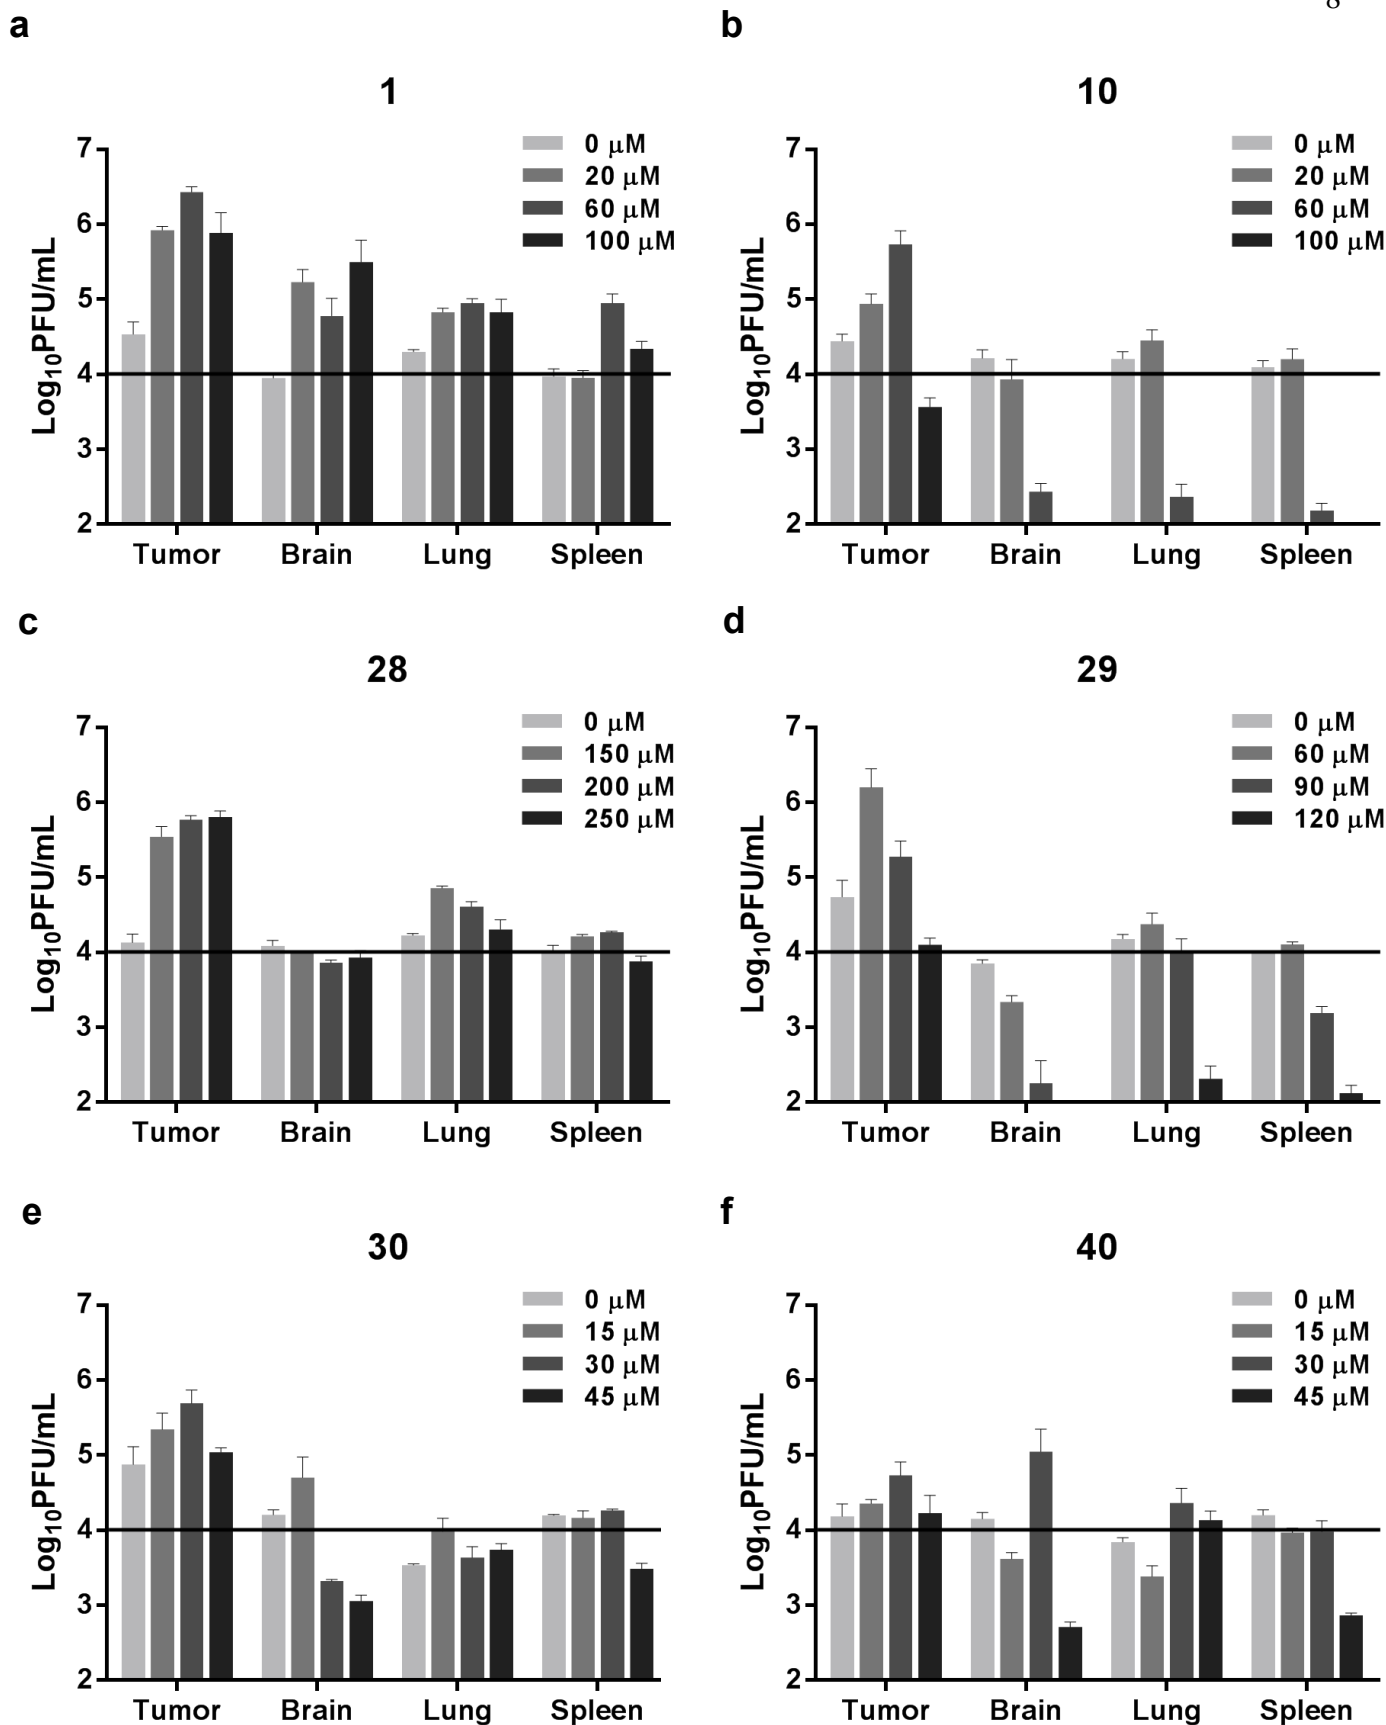 8
a
b
1
10
7
6
5
4
3
2
Log10PFU/mL
0 μM
20 μM
60 μM
100 μM
Tumor Brain Lung Spleen
7
6
5
4
3
2
Log10PFU/mL
0 μM
20 μM
60 μM
100 μM
Tumor Brain Lung Spleen
c
d
28
29
7
6
5
4
3
2
Log10PFU/mL
0 μM
150 μM
200 μM
250 μM
Tumor Brain Lung Spleen
7
6
5
4
3
2
Log10PFU/mL
0 μM
60 μM
90 μM
120 μM
Tumor Brain Lung Spleen
e
f
30
40
7
6
5
4
3
2
Log10PFU/mL
0 μM
15 μM
30 μM
45 μM
Tumor Brain Lung Spleen
7
6
5
4
3
2
Log10PFU/mL
0 μM
15 μM
30 μM
45 μM
Tumor Brain Lung Spleen